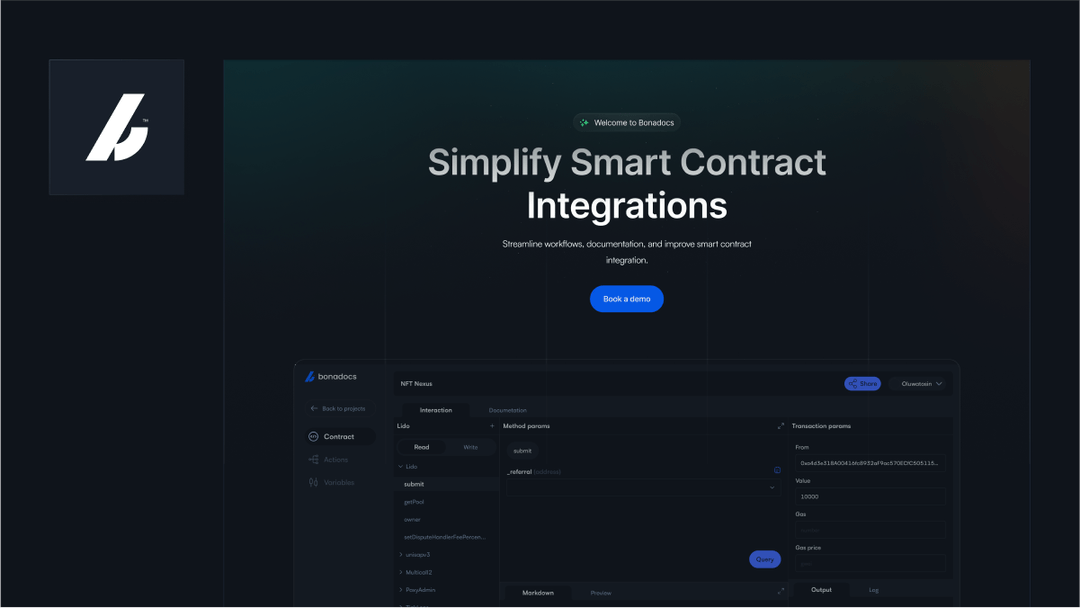 TM
Welcome to Bonadocs
Simplify Smart Contract
Integrations
Streamline workflows, documentation, and improve smart contract
integration.
Book a demo
bonadocs
NFT Nexus
Share
Oluwatosin
Back to projects
Interaction
Documetation
Lido
+
Method params
Transaction params
Contract
Read
Write
submit
From
Actions
Lido
_referral (address)
Variables
submit
Value
10000
getPool
Gas
owner
setDisputeHandlerFeePercen...
Gas price
uniswapv3
Query
Multicall2
ProxyAdmin
Markdown
Preview
Output
Log